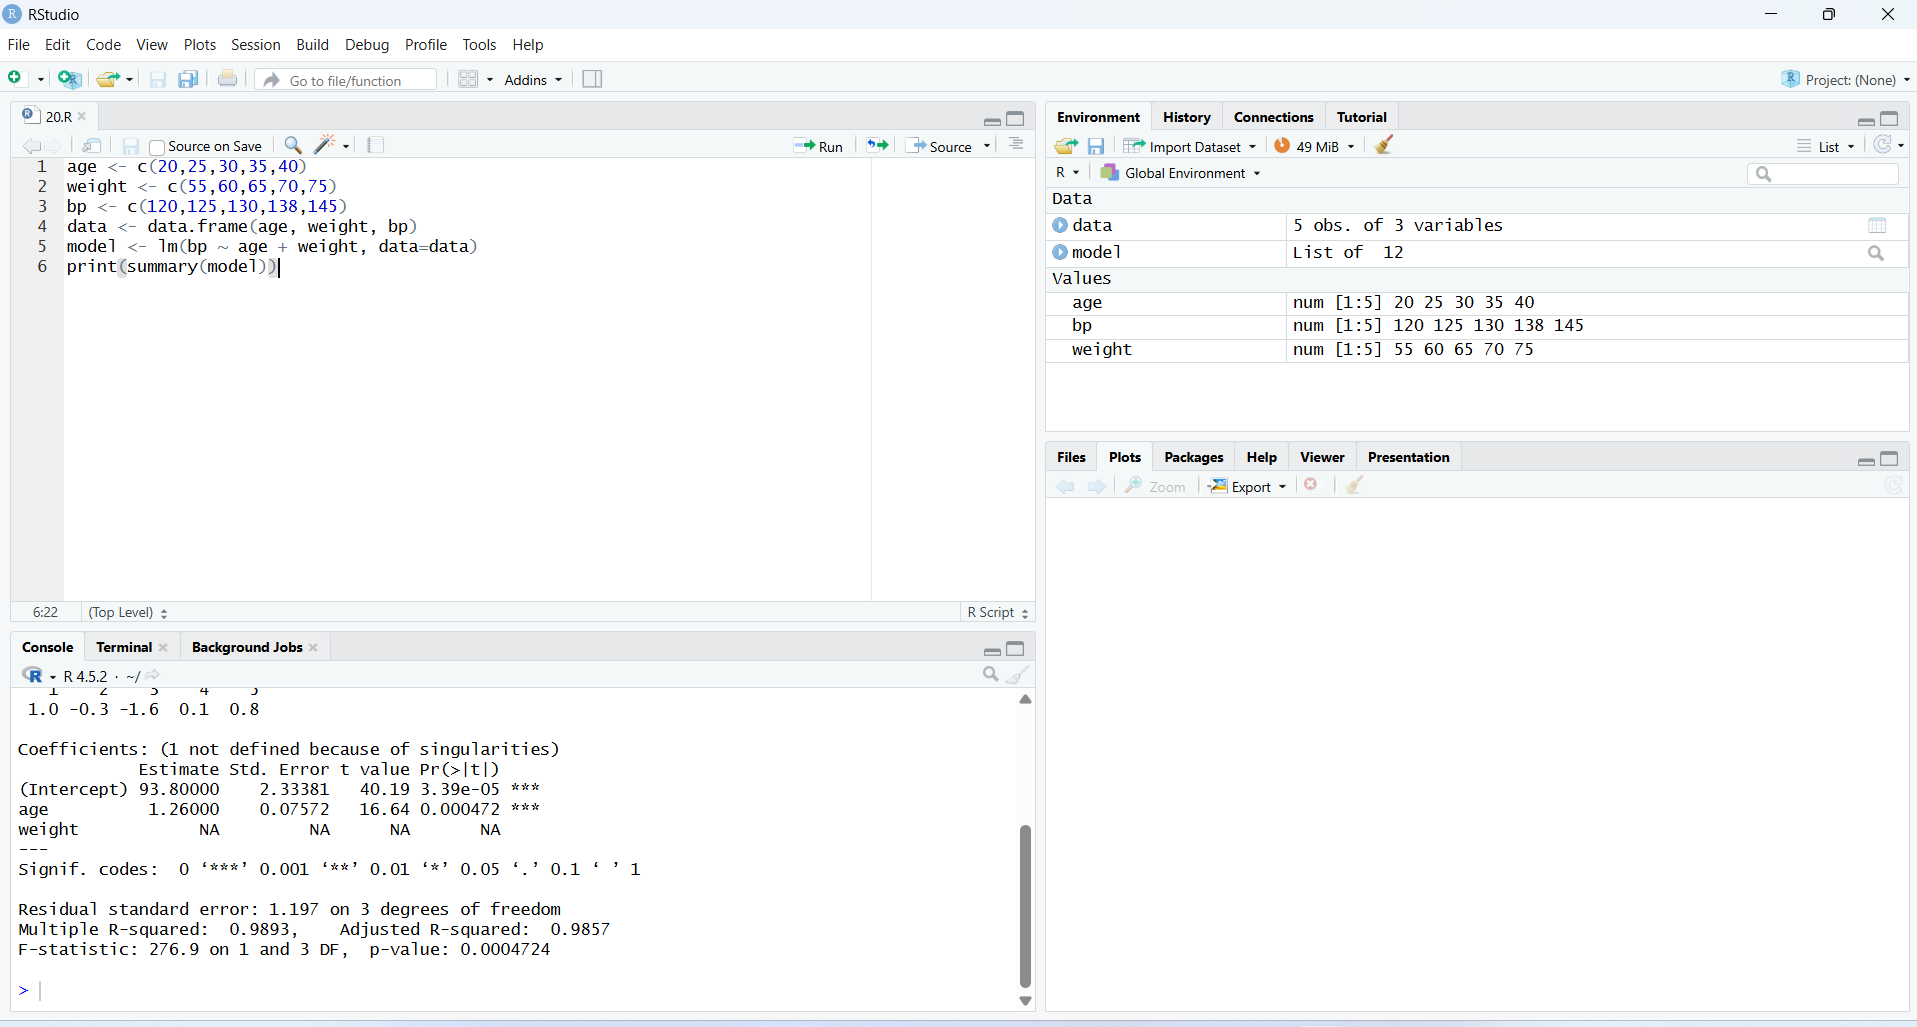 RStudio
File Edit Code View Plots Session Build Debug Profile Tools Help
Go to file/function Addins Project: (None)
20.R
Source on Save Run Source
1 age <- c(20,25,30,35,40)
2 weight <- c(55,60,65,70,75)
3 bp <- c(120,125,130,138,145)
4 data <- data.frame(age, weight, bp)
5 model <- lm(bp ~ age + weight, data=data)
6 print(summary(model))
6:22 (Top Level) R Script
Console Terminal Background Jobs
R 4.5.2 · ~/
1 2 3 4 5
1.0 -0.3 -1.6 0.1 0.8
Coefficients: (1 not defined because of singularities)
Estimate Std. Error t value Pr(>|t|)
(Intercept) 93.80000 2.33381 40.19 3.39e-05 ***
age 1.26000 0.07572 16.64 0.000472 ***
weight NA NA NA NA
---
Signif. codes: 0 ‘***’ 0.001 ‘**’ 0.01 ‘*’ 0.05 ‘.’ 0.1 ‘ ’ 1
Residual standard error: 1.197 on 3 degrees of freedom
Multiple R-squared: 0.9893, Adjusted R-squared: 0.9857
F-statistic: 276.9 on 1 and 3 DF, p-value: 0.0004724
>
Environment History Connections Tutorial
Import Dataset 49 MiB List
R Global Environment
Data
data 5 obs. of 3 variables
model List of 12
Values
age num [1:5] 20 25 30 35 40
bp num [1:5] 120 125 130 138 145
weight num [1:5] 55 60 65 70 75
Files Plots Packages Help Viewer Presentation
Zoom Export